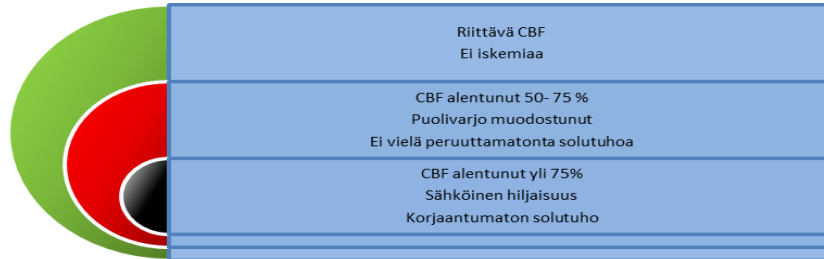 Riittävä CBF
Ei iskemiaa
CBF alentunut 50- 75 %
Puolivarjo muodostunut
Ei vielä peruuttamatonta solutuhoa
CBF alentunut yli 75%
Sähköinen hiljaisuus
Korjaantumaton solutuho